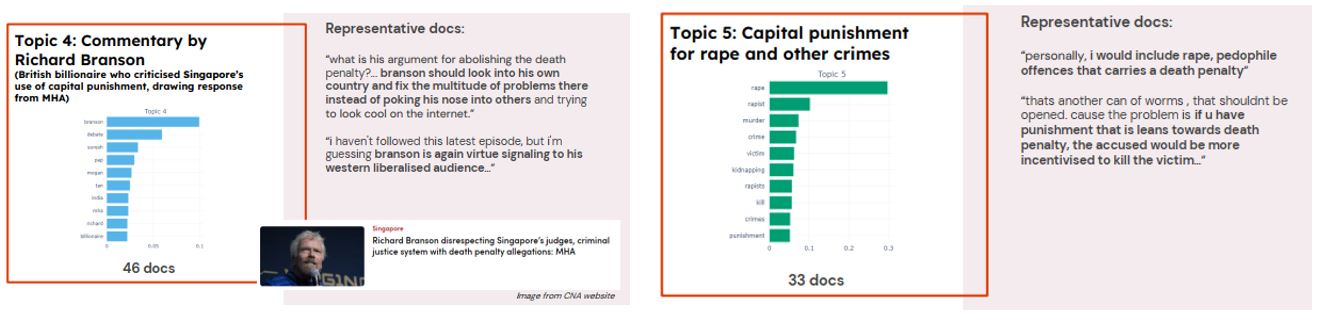 Topic 4: Commentary by
Richard Branson
(British billionaire who criticised Singapore's
use of capital punishment, drawing response
from MHA)
Topic 4
branson
debate
suresh
pap
megan
tan
india
mha
richard
billionaire
0
0.05
0.1
46 docs
Representative docs:
“what is his argument for abolishing the death
penalty?... branson should look into his own
country and fix the multitude of problems there
instead of poking his nose into others and trying
to look cool on the internet.”
“i haven't followed this latest episode, but i'm
guessing branson is again virtue signaling to his
western liberalised audience…”
Singapore
Richard Branson disrespecting Singapore's judges, criminal
justice system with death penalty allegations: MHA
Image from CNA website
Topic 5: Capital punishment
for rape and other crimes
Topic 5
rape
rapist
murder
crime
victim
kidnapping
rapists
kill
crimes
punishment
0
0.1
0.2
0.3
33 docs
Representative docs:
“personally, i would include rape, pedophile
offences that carries a death penalty”
“thats another can of worms , that shouldnt be
opened. cause the problem is if u have
punishment that is leans towards death
penalty, the accused would be more
incentivised to kill the victim…”